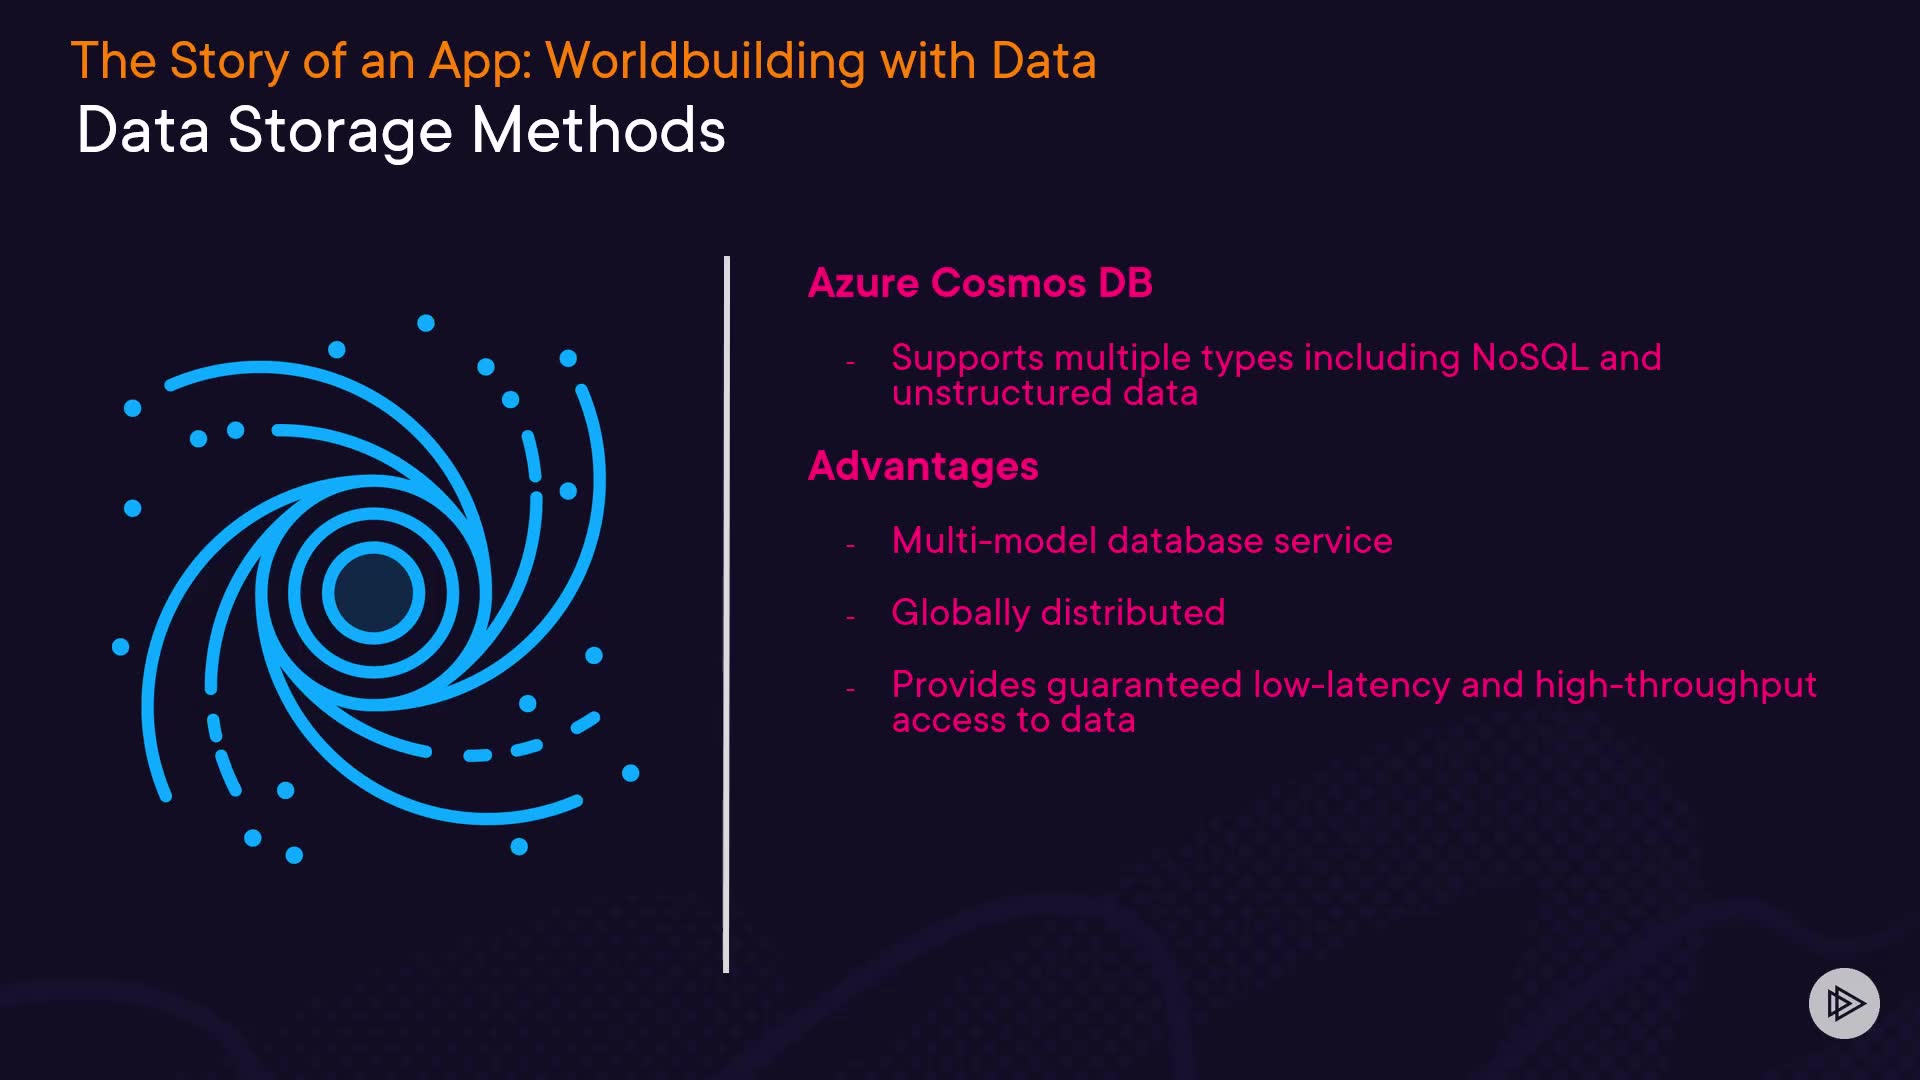 The Story of an App: Worldbuilding with Data
Data Storage Methods
Azure Cosmos DB
- Supports multiple types including NoSQL and
unstructured data
Advantages
- Multi-model database service
- Globally distributed
- Provides guaranteed low-latency and high-throughput
access to data